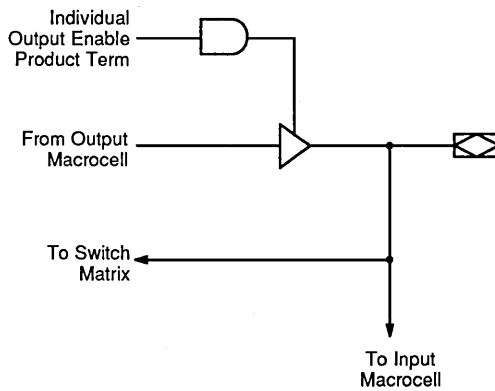 Individual
Output Enable
Product Term
From Output
Macrocell
To Switch
Matrix
To Input
Macrocell